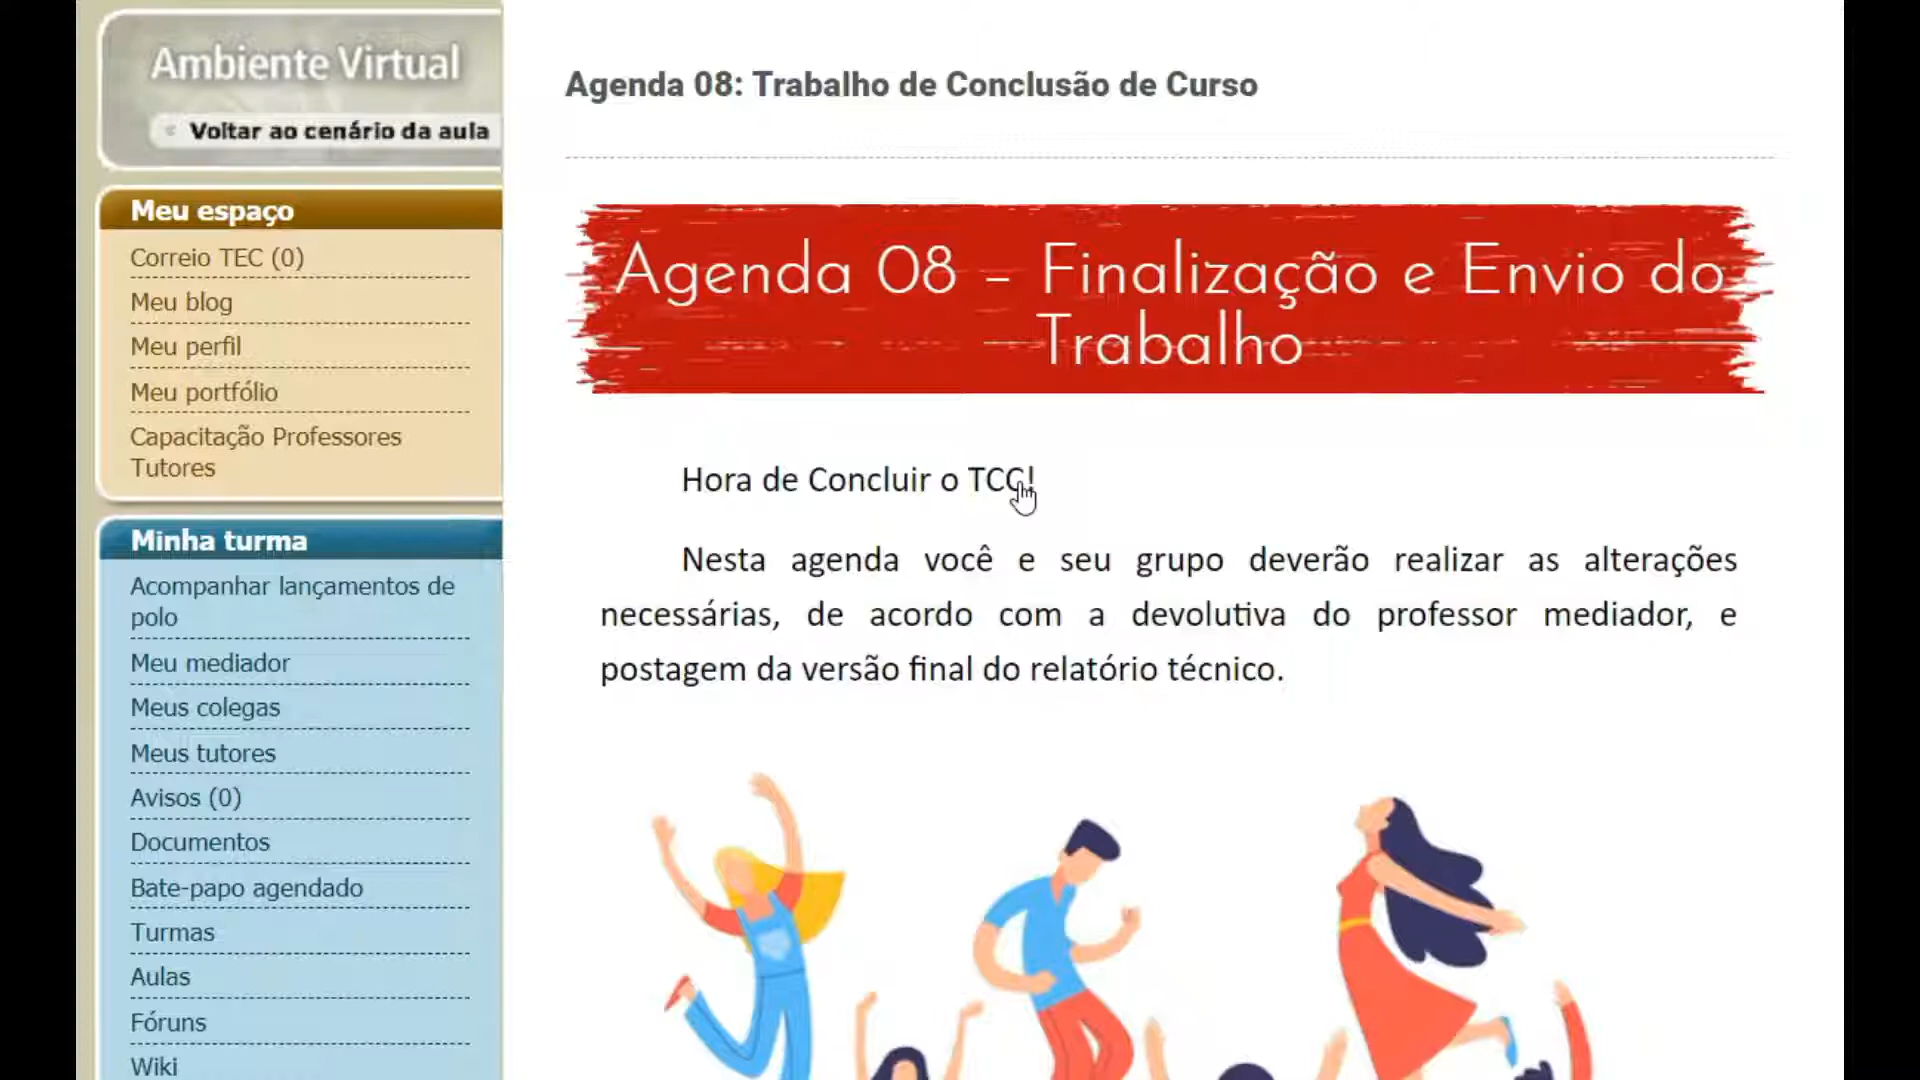 Ambiente Virtual
« Voltar ao cenário da aula
Meu espaço
Correio TEC (0)
Meu blog
Meu perfil
Meu portfólio
Capacitação Professores
Tutores
Minha turma
Acompanhar lançamentos de
polo
Meu mediador
Meus colegas
Meus tutores
Avisos (0)
Documentos
Bate-papo agendado
Turmas
Aulas
Fóruns
Wiki
Agenda 08: Trabalho de Conclusão de Curso
Agenda 08 – Finalização e Envio do
Trabalho
Hora de Concluir o TCC!
Nesta agenda você e seu grupo deverão realizar as alterações
necessárias, de acordo com a devolutiva do professor mediador, e
postagem da versão final do relatório técnico.